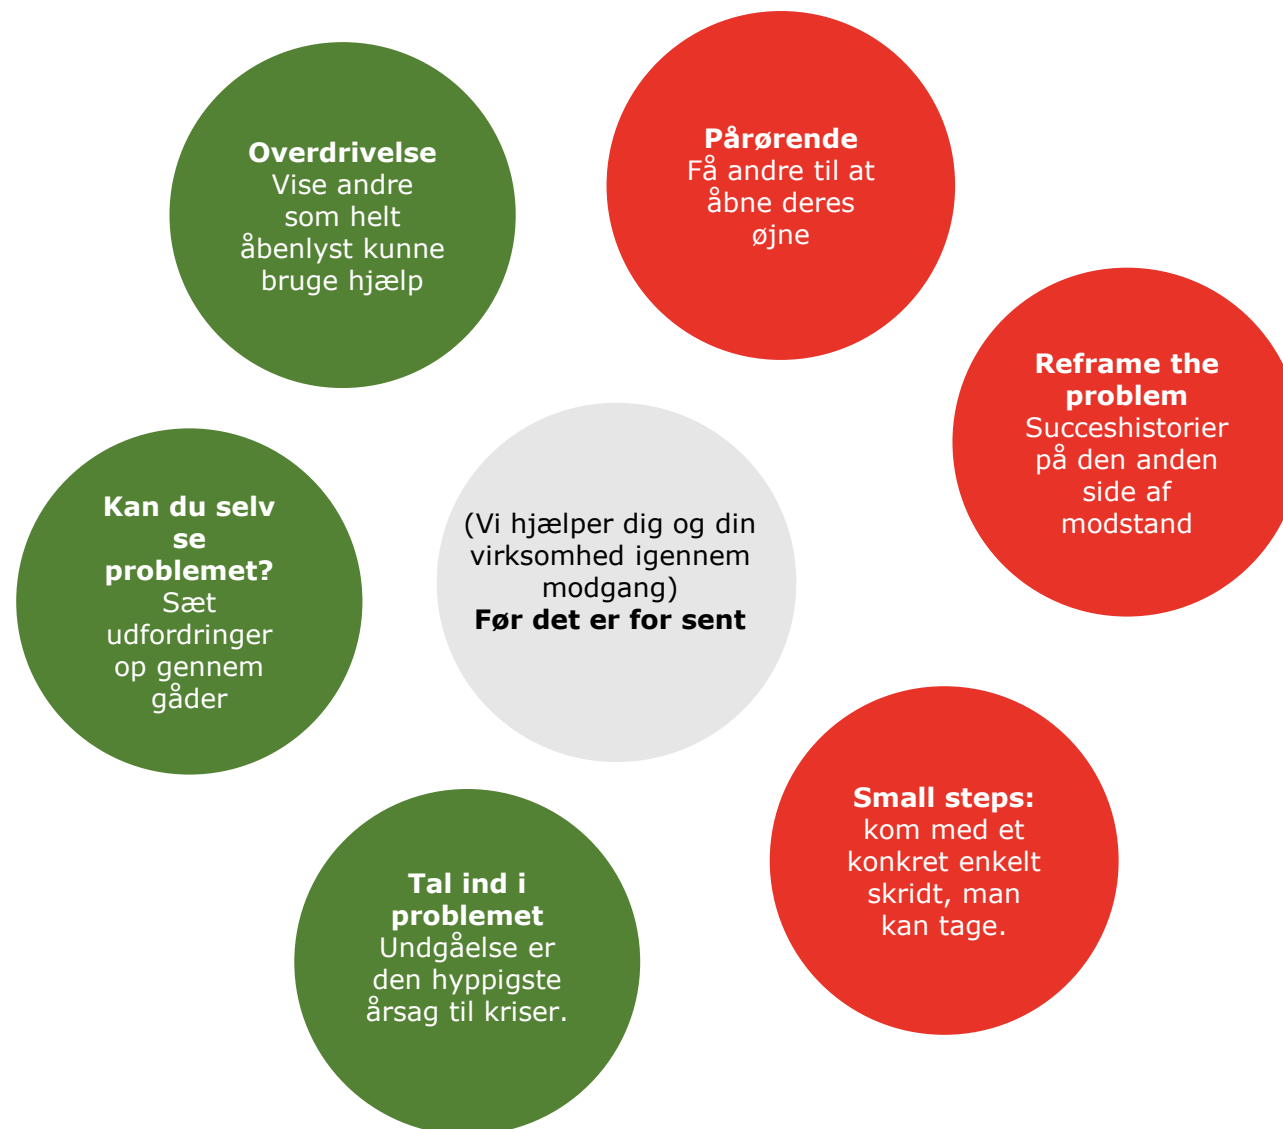 Overdrivelse
Vise andre
som helt
åbenlyst kunne
bruge hjælp
Pårørende
Få andre til at
åbne deres
øjne
Reframe the
problem
Succeshistorier
på den anden
side af
modstand
Kan du selv
se
problemet?
Sæt
udfordringer
op gennem
gåder
(Vi hjælper dig og din
virksomhed igennem
modgang)
Før det er for sent
Small steps:
kom med et
konkret enkelt
skridt, man
kan tage.
Tal ind i
problemet
Undgåelse er
den hyppigste
årsag til kriser.